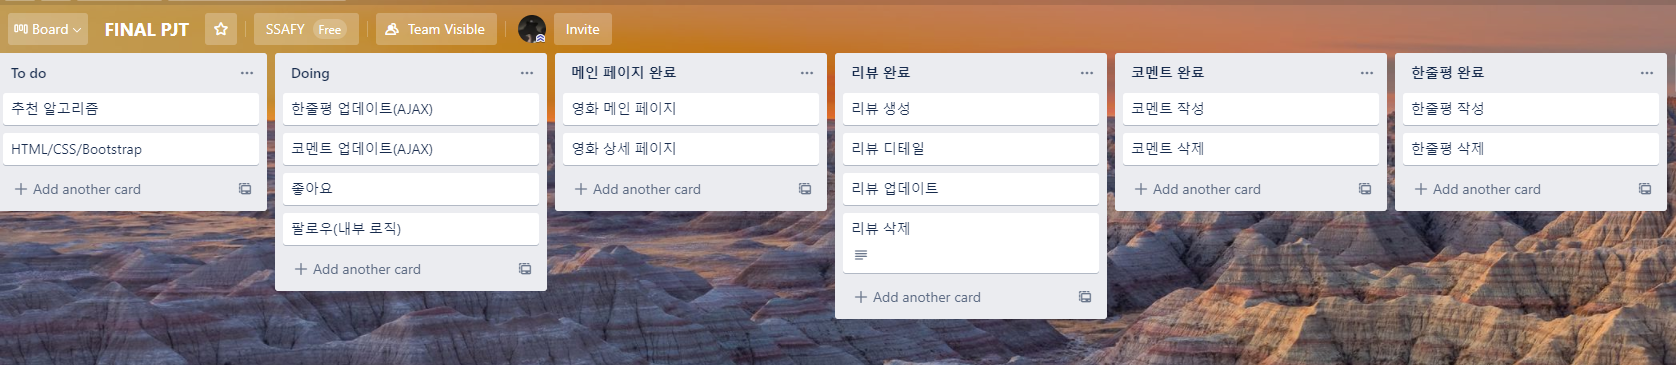 Board
FINAL PJT
SSAFY Free
Team Visible
Invite
To do
추천 알고리즘
HTML/CSS/Bootstrap
Add another card
Doing
한줄평 업데이트(AJAX)
코멘트 업데이트(AJAX)
좋아요
팔로우(내부 로직)
Add another card
메인 페이지 완료
영화 메인 페이지
영화 상세 페이지
Add another card
리뷰 완료
리뷰 생성
리뷰 디테일
리뷰 업데이트
리뷰 삭제
Add another card
코멘트 완료
코멘트 작성
코멘트 삭제
Add another card
한줄평 완료
한줄평 작성
한줄평 삭제
Add another card